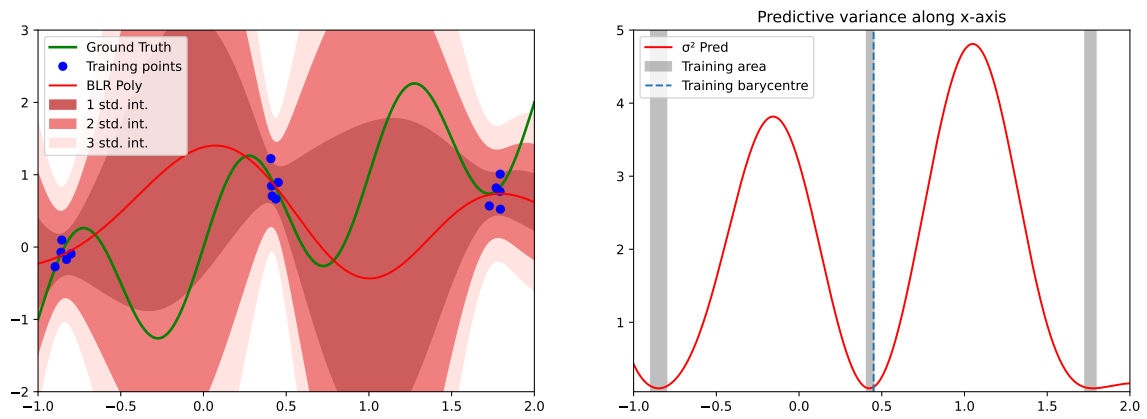 3
2
1
0
−1
−2
−1.0 −0.5 0.0 0.5 1.0 1.5 2.0
Ground Truth
Training points
BLR Poly
1 std. int.
2 std. int.
3 std. int.
Predictive variance along x-axis
5
4
3
2
1
−1.0 −0.5 0.0 0.5 1.0 1.5 2.0
σ² Pred
Training area
Training barycentre